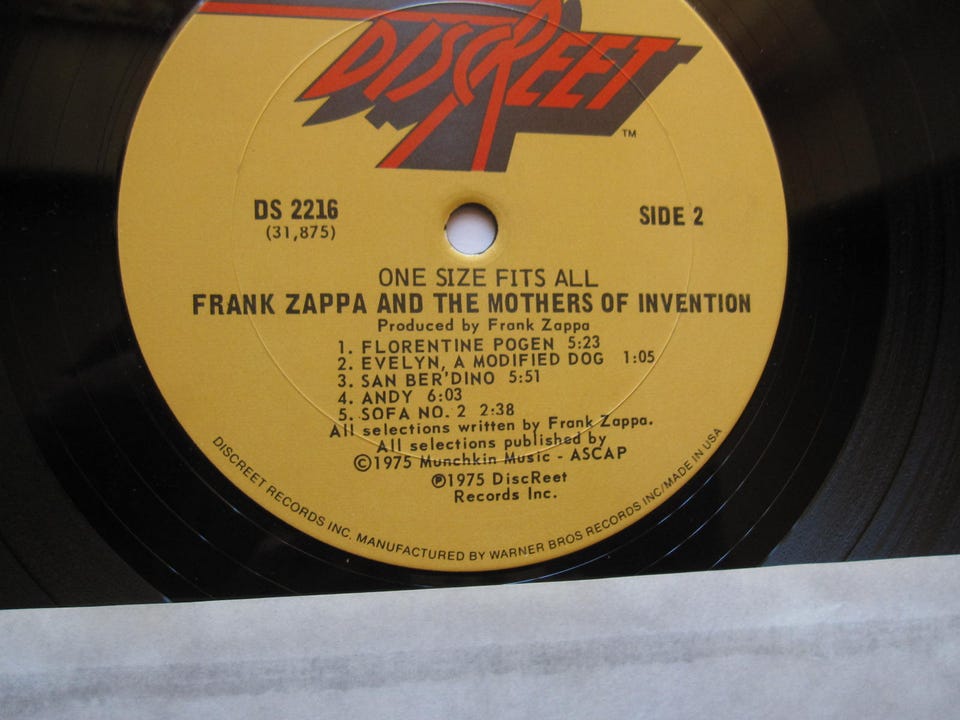 DISCREET
TM
DS 2216
(31,875)
SIDE 2
ONE SIZE FITS ALL
FRANK ZAPPA AND THE MOTHERS OF INVENTION
Produced by Frank Zappa
1. FLORENTINE POGEN 5:23
2. EVELYN, A MODIFIED DOG 1:05
3. SAN BER'DINO 5:51
4. ANDY 6:03
5. SOFA NO. 2 2:38
All selections written by Frank Zappa.
All selections published by
©1975 Munchkin Music - ASCAP
℗1975 DiscReet
Records Inc.
DISCREET RECORDS INC. MANUFACTURED BY WARNER BROS RECORDS INC/MADE IN USA